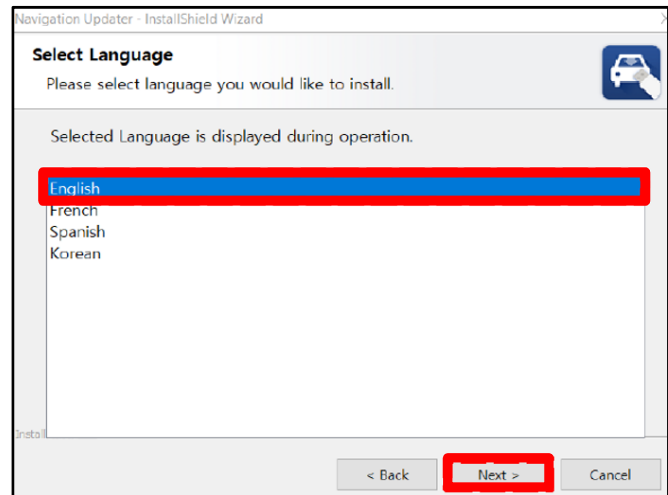 Navigation Updater - InstallShield Wizard
Select Language
Please select language you would like to install.
Selected Language is displayed during operation.
English
French
Spanish
Korean
Install
< Back
Next >
Cancel